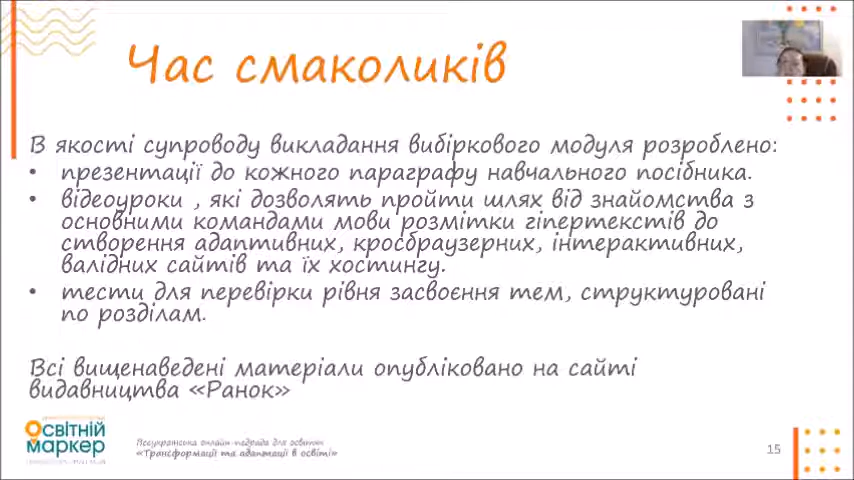 Час смаколиків
В якості супроводу викладання вибіркового модуля розроблено:
• презентації до кожного параграфу навчального посібника.
• відеоуроки , які дозволять пройти шлях від знайомства з
основними командами мови розмітки гіпертекстів до
створення адаптивних, кросбраузерних, інтерактивних,
валідних сайтів та їх хостингу.
• тести для перевірки рівня засвоєння тем, структуровані
по розділам.
Всі вищенаведені матеріали опубліковано на сайті
видавництва «Ранок»
Освітній
маркер
онлайн-педрада для освітян
«Трансформації та адаптації в освіті»
15